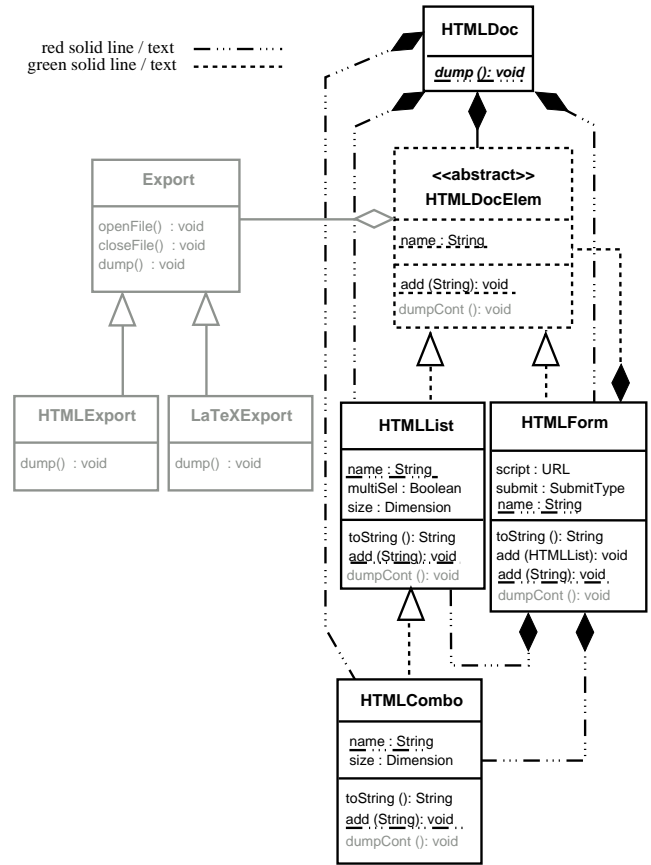 HTMLDoc
dump (): void
red solid line / text
green solid line / text
<<abstract>>
HTMLDocElem
name : String
add (String): void
dumpCont (): void
Export
openFile() : void
closeFile() : void
dump() : void
HTMLExport
dump() : void
LaTeXExport
dump() : void
HTMLList
name : String
multiSel : Boolean
size : Dimension
toString (): String
add (String): void
dumpCont (): void
HTMLForm
script : URL
submit : SubmitType
name : String
toString (): String
add (HTMLList): void
add (String): void
dumpCont (): void
HTMLCombo
name : String
size : Dimension
toString (): String
add (String): void
dumpCont (): void